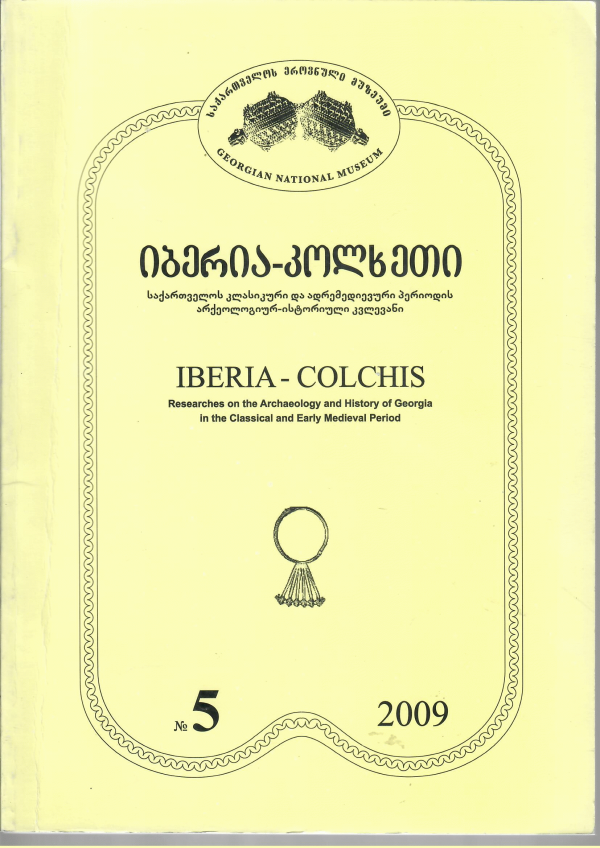 საქართველოს ეროვნული მუზეუმი
GEORGIAN NATIONAL MUSEUM
იბერია-კოლხეთი
საქართველოს კლასიკური და ადრემედიევური პერიოდის
არქეოლოგიურ-ისტორიული კვლევანი
IBERIA - COLCHIS
Researches on the Archaeology and History of Georgia
in the Classical and Early Medieval Period
№ 5
2009